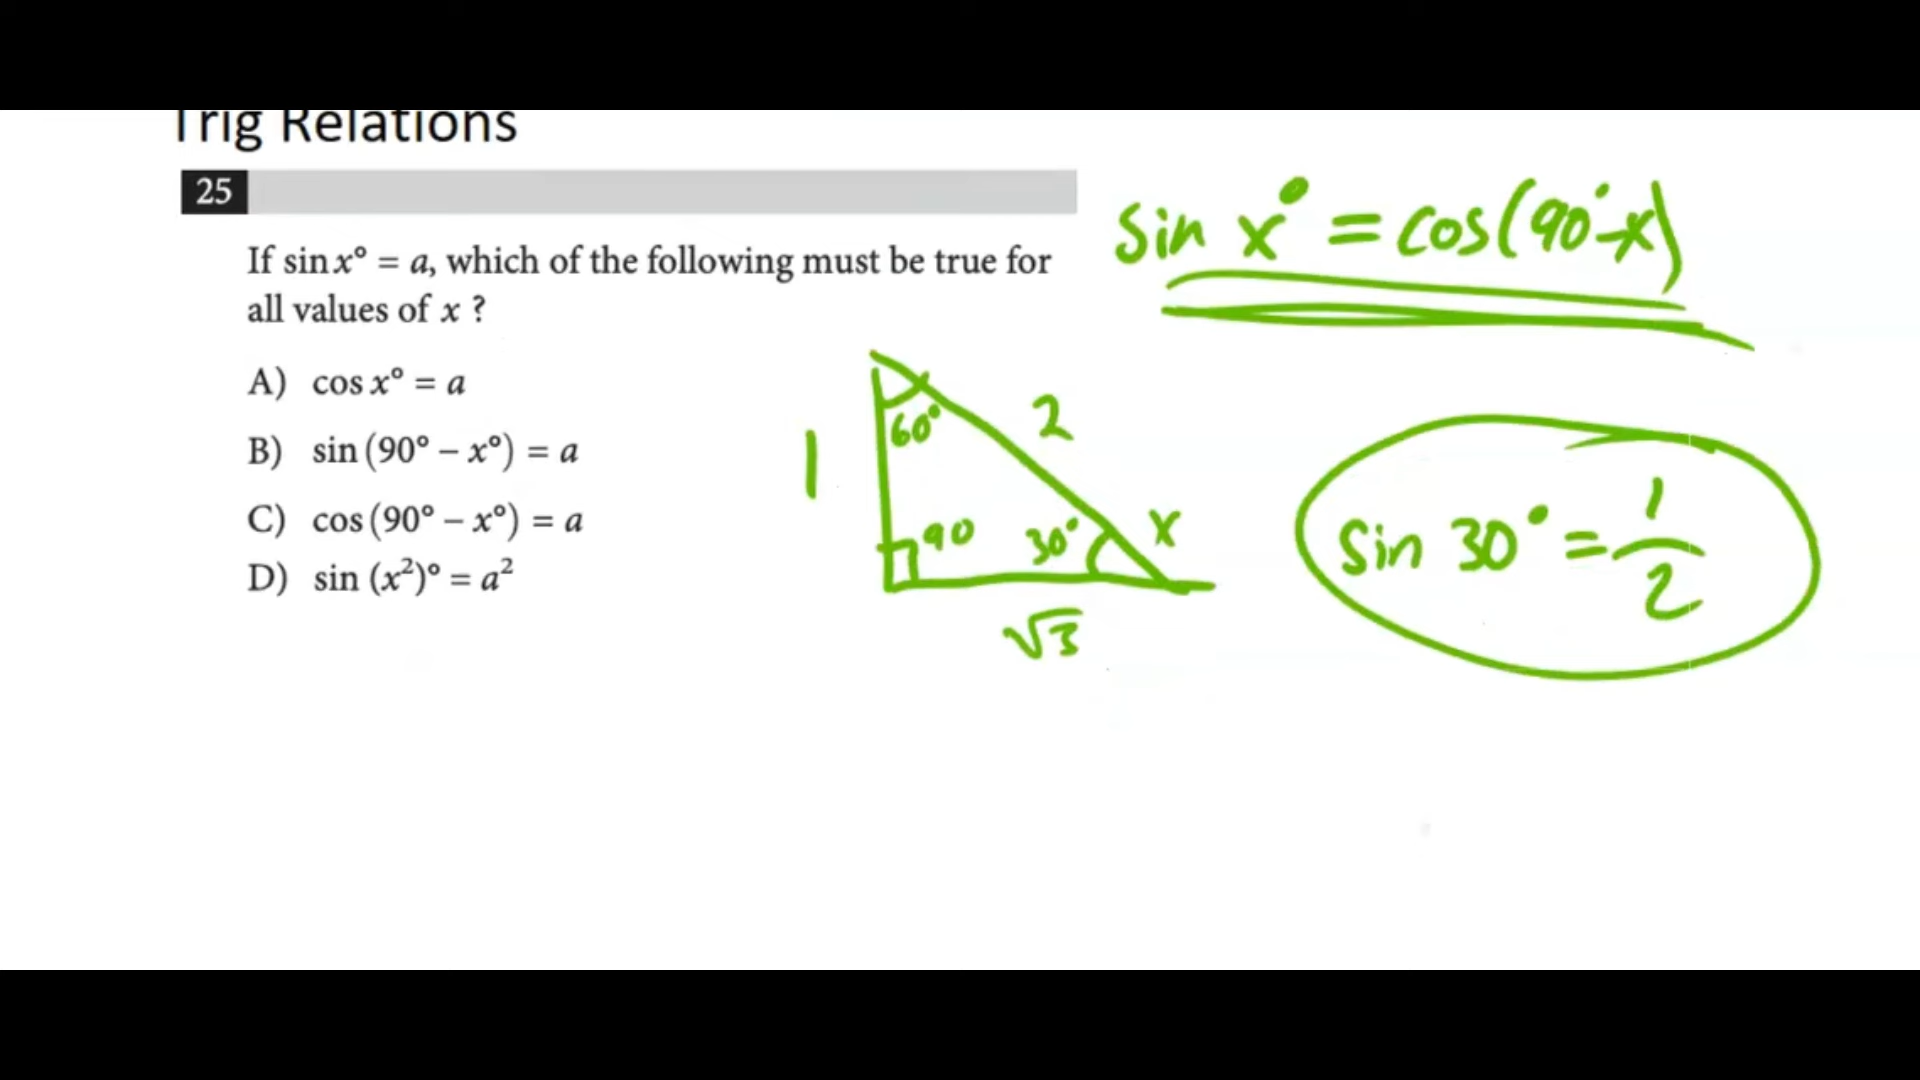 Trig Relations
25
If sin x° = a, which of the following must be true for
all values of x ?
A) cos x° = a
B) sin (90° – x°) = a
C) cos (90° – x°) = a
D) sin (x²)° = a²
sin x° = cos(90°-x)
1
60°
2
90
30°
x
√3
sin 30° = 1/2